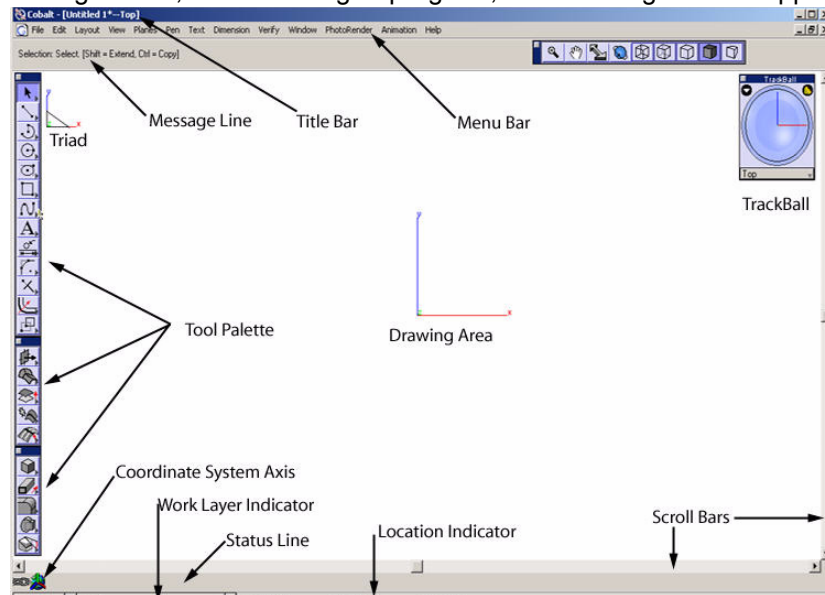 Cobalt - [Untitled 1*--Top]
File Edit Layout View Planes Pen Text Dimension Verify Window PhotoRender Animation Help
Selection: Select. [Shift = Extend, Ctrl = Copy]
TrackBall
Message Line
Title Bar
Menu Bar
y
x
Triad
Top
TrackBall
A
y
x
Tool Palette
Drawing Area
Coordinate System Axis
Work Layer Indicator
Status Line
Location Indicator
Scroll Bars